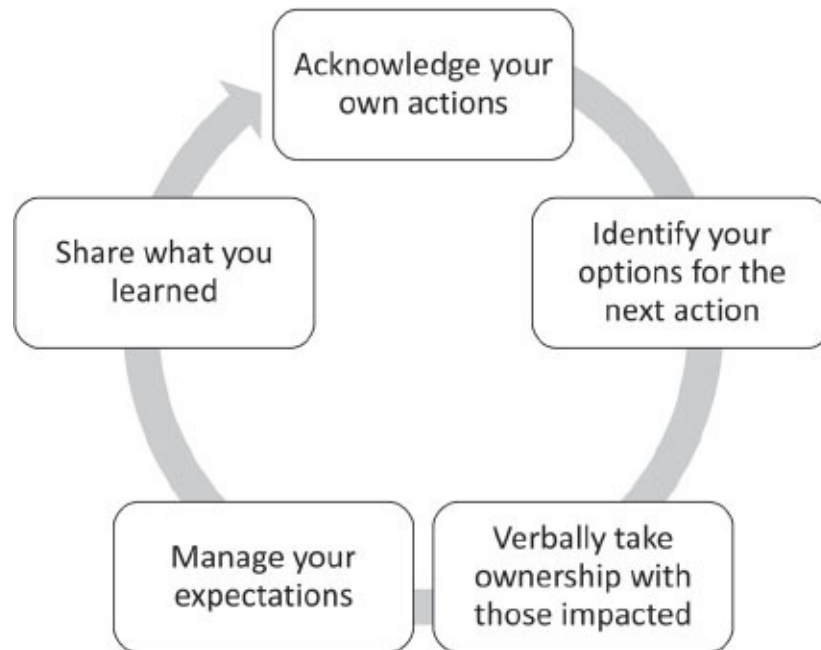 Acknowledge your
own actions
Identify your
options for the
next action
Verbally take
ownership with
those impacted
Manage your
expectations
Share what you
learned